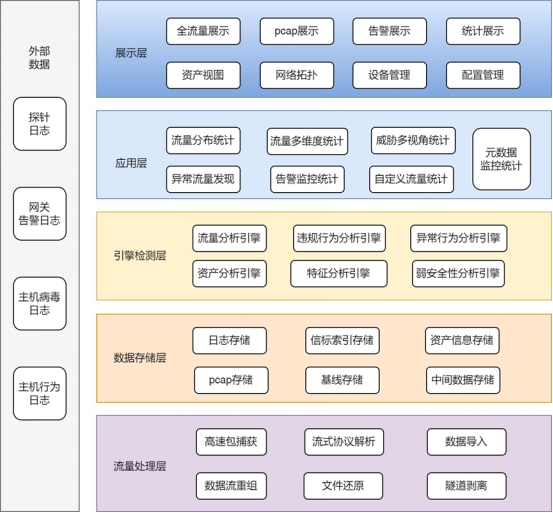 外部
数据
探针
日志
网关
告警日志
主机病毒
日志
主机行为
日志
展示层
全流量展示
pcap展示
告警展示
统计展示
资产视图
网络拓扑
设备管理
配置管理
应用层
流量分布统计
流量多维度统计
威胁多视角统计
元数据
监控统计
异常流量发现
告警监控统计
自定义流量统计
引擎检测层
流量分析引擎
违规行为分析引擎
异常行为分析引擎
资产分析引擎
特征分析引擎
弱安全性分析引擎
数据存储层
日志存储
信标索引存储
资产信息存储
pcap存储
基线存储
中间数据存储
流量处理层
高速包捕获
流式协议解析
数据导入
数据流重组
文件还原
隧道剥离